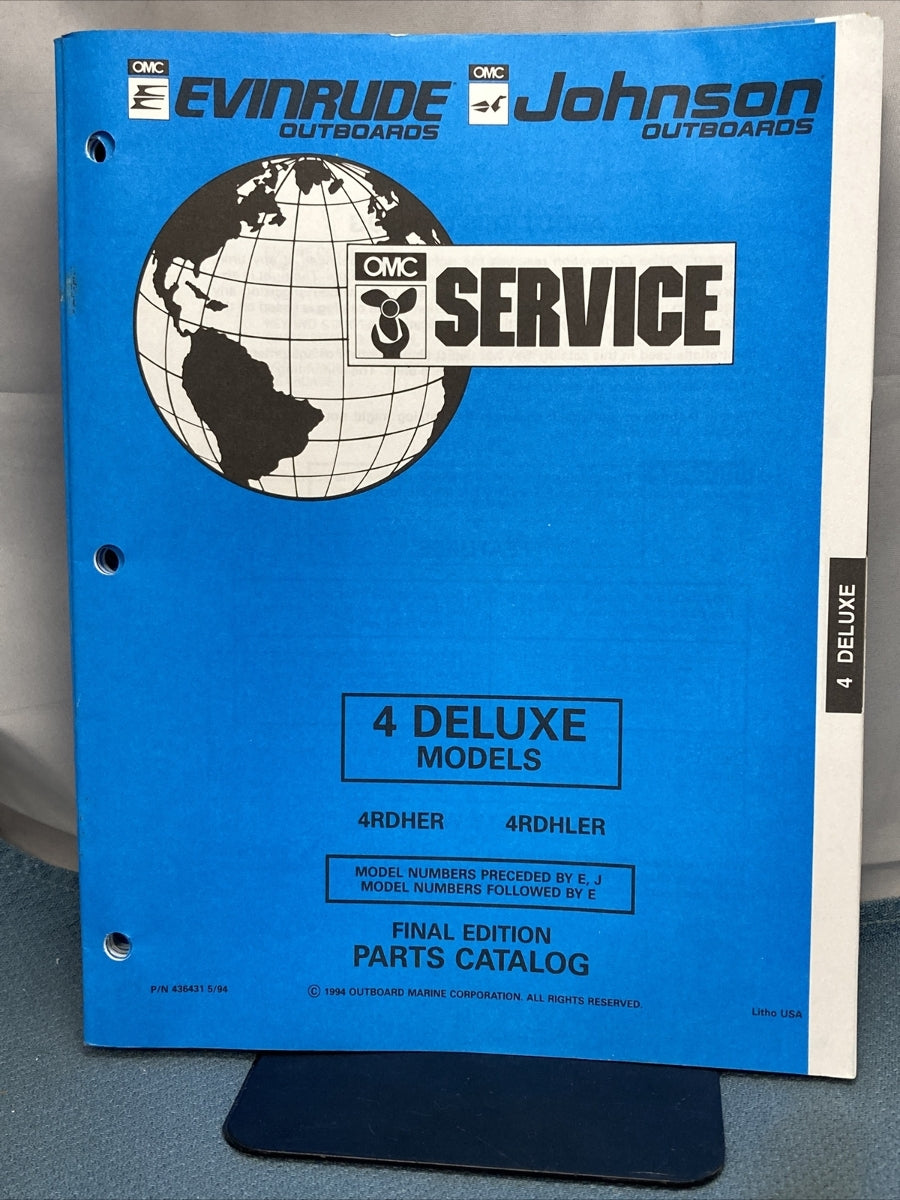 OMC
EVINRUDE
OUTBOARDS
OMC
Johnson
OUTBOARDS
OMC
SERVICE
4 DELUXE
4 DELUXE
MODELS
4RDHER 4RDHLER
MODEL NUMBERS PRECEDED BY E, J
MODEL NUMBERS FOLLOWED BY E
FINAL EDITION
PARTS CATALOG
P/N 436431 5/94
© 1994 OUTBOARD MARINE CORPORATION. ALL RIGHTS RESERVED.
Litho USA